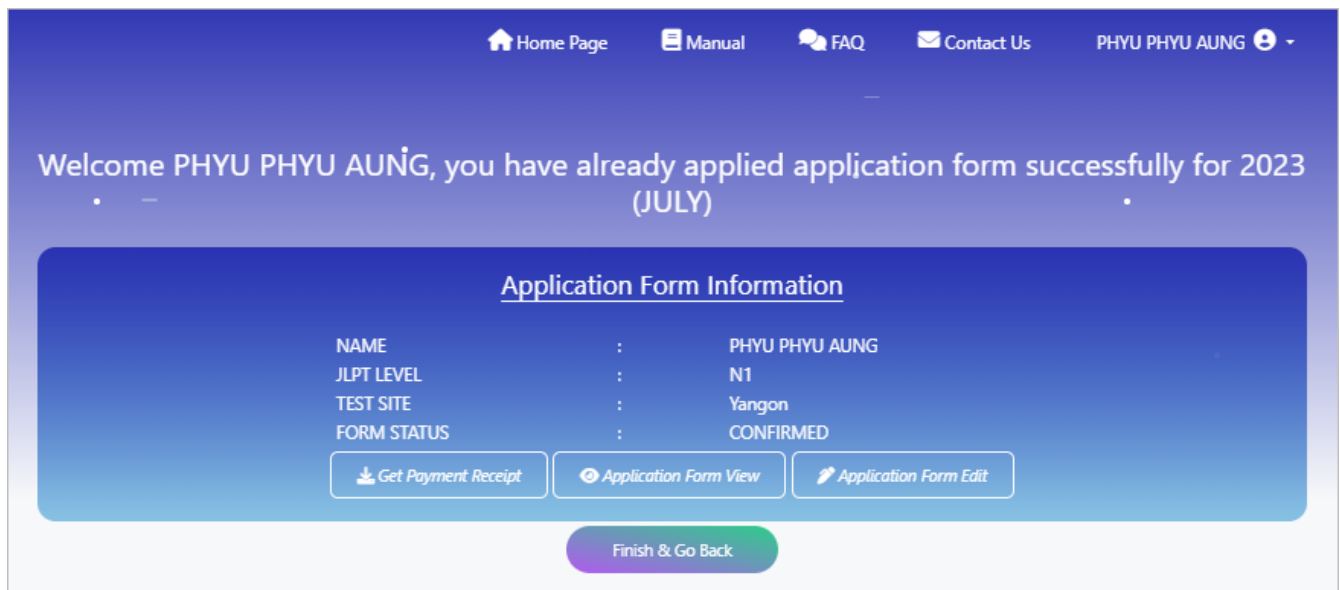 Home Page Manual FAQ Contact Us PHYU PHYU AUNG
Welcome PHYU PHYU AUNG, you have already applied application form successfully for 2023
(JULY)
Application Form Information
NAME : PHYU PHYU AUNG
JLPT LEVEL : N1
TEST SITE : Yangon
FORM STATUS : CONFIRMED
Get Payment Receipt Application Form View Application Form Edit
Finish & Go Back